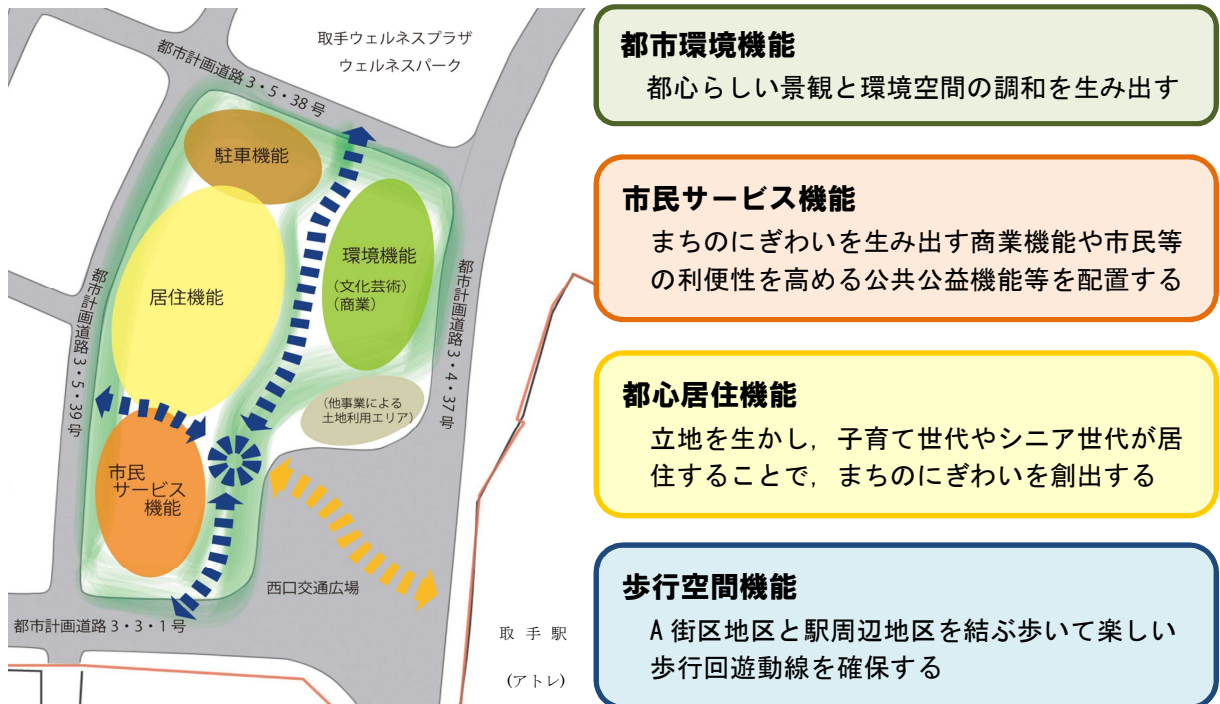 取手ウェルネスプラザ
ウェルネスパーク
都市計画道路3・5・38号
駐車機能
環境機能
(文化芸術)
(商業)
居住機能
都市計画道路3・5・39号
都市計画道路3・4・37号
(他事業による
土地利用エリア)
市民
サービス
機能
西口交通広場
都市計画道路3・3・1号
取手駅
(アトレ)
都市環境機能
都心らしい景観と環境空間の調和を生み出す
市民サービス機能
まちのにぎわいを生み出す商業機能や市民等
の利便性を高める公共公益機能等を配置する
都心居住機能
立地を生かし，子育て世代やシニア世代が居
住することで，まちのにぎわいを創出する
歩行空間機能
A街区地区と駅周辺地区を結ぶ歩いて楽しい
歩行回遊動線を確保する